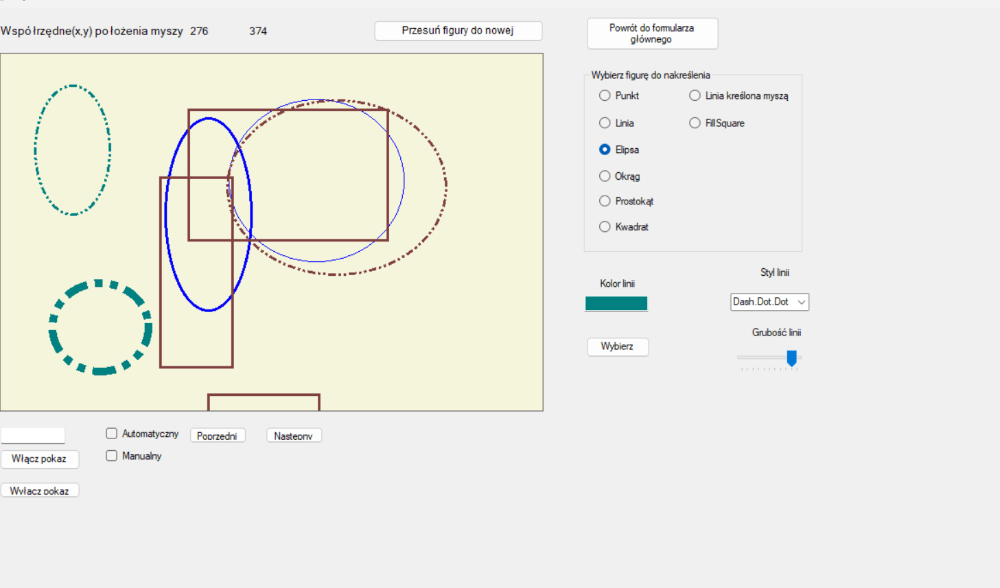 Współrzędne(x,y) położenia myszy 276 374
Przesuń figury do nowej
Powrót do formularza
głównego
Wybierz figurę do nakreślenia
Punkt
Linia kreślona myszą
Linia
FillSquare
Elipsa
Okrąg
Prostokąt
Kwadrat
Kolor linii
Styl linii
Dash.Dot.Dot
Grubość linii
Wybierz
Automatyczny
Poprzedni
Następny
Włącz pokaz
Manualny
Wyłącz pokaz